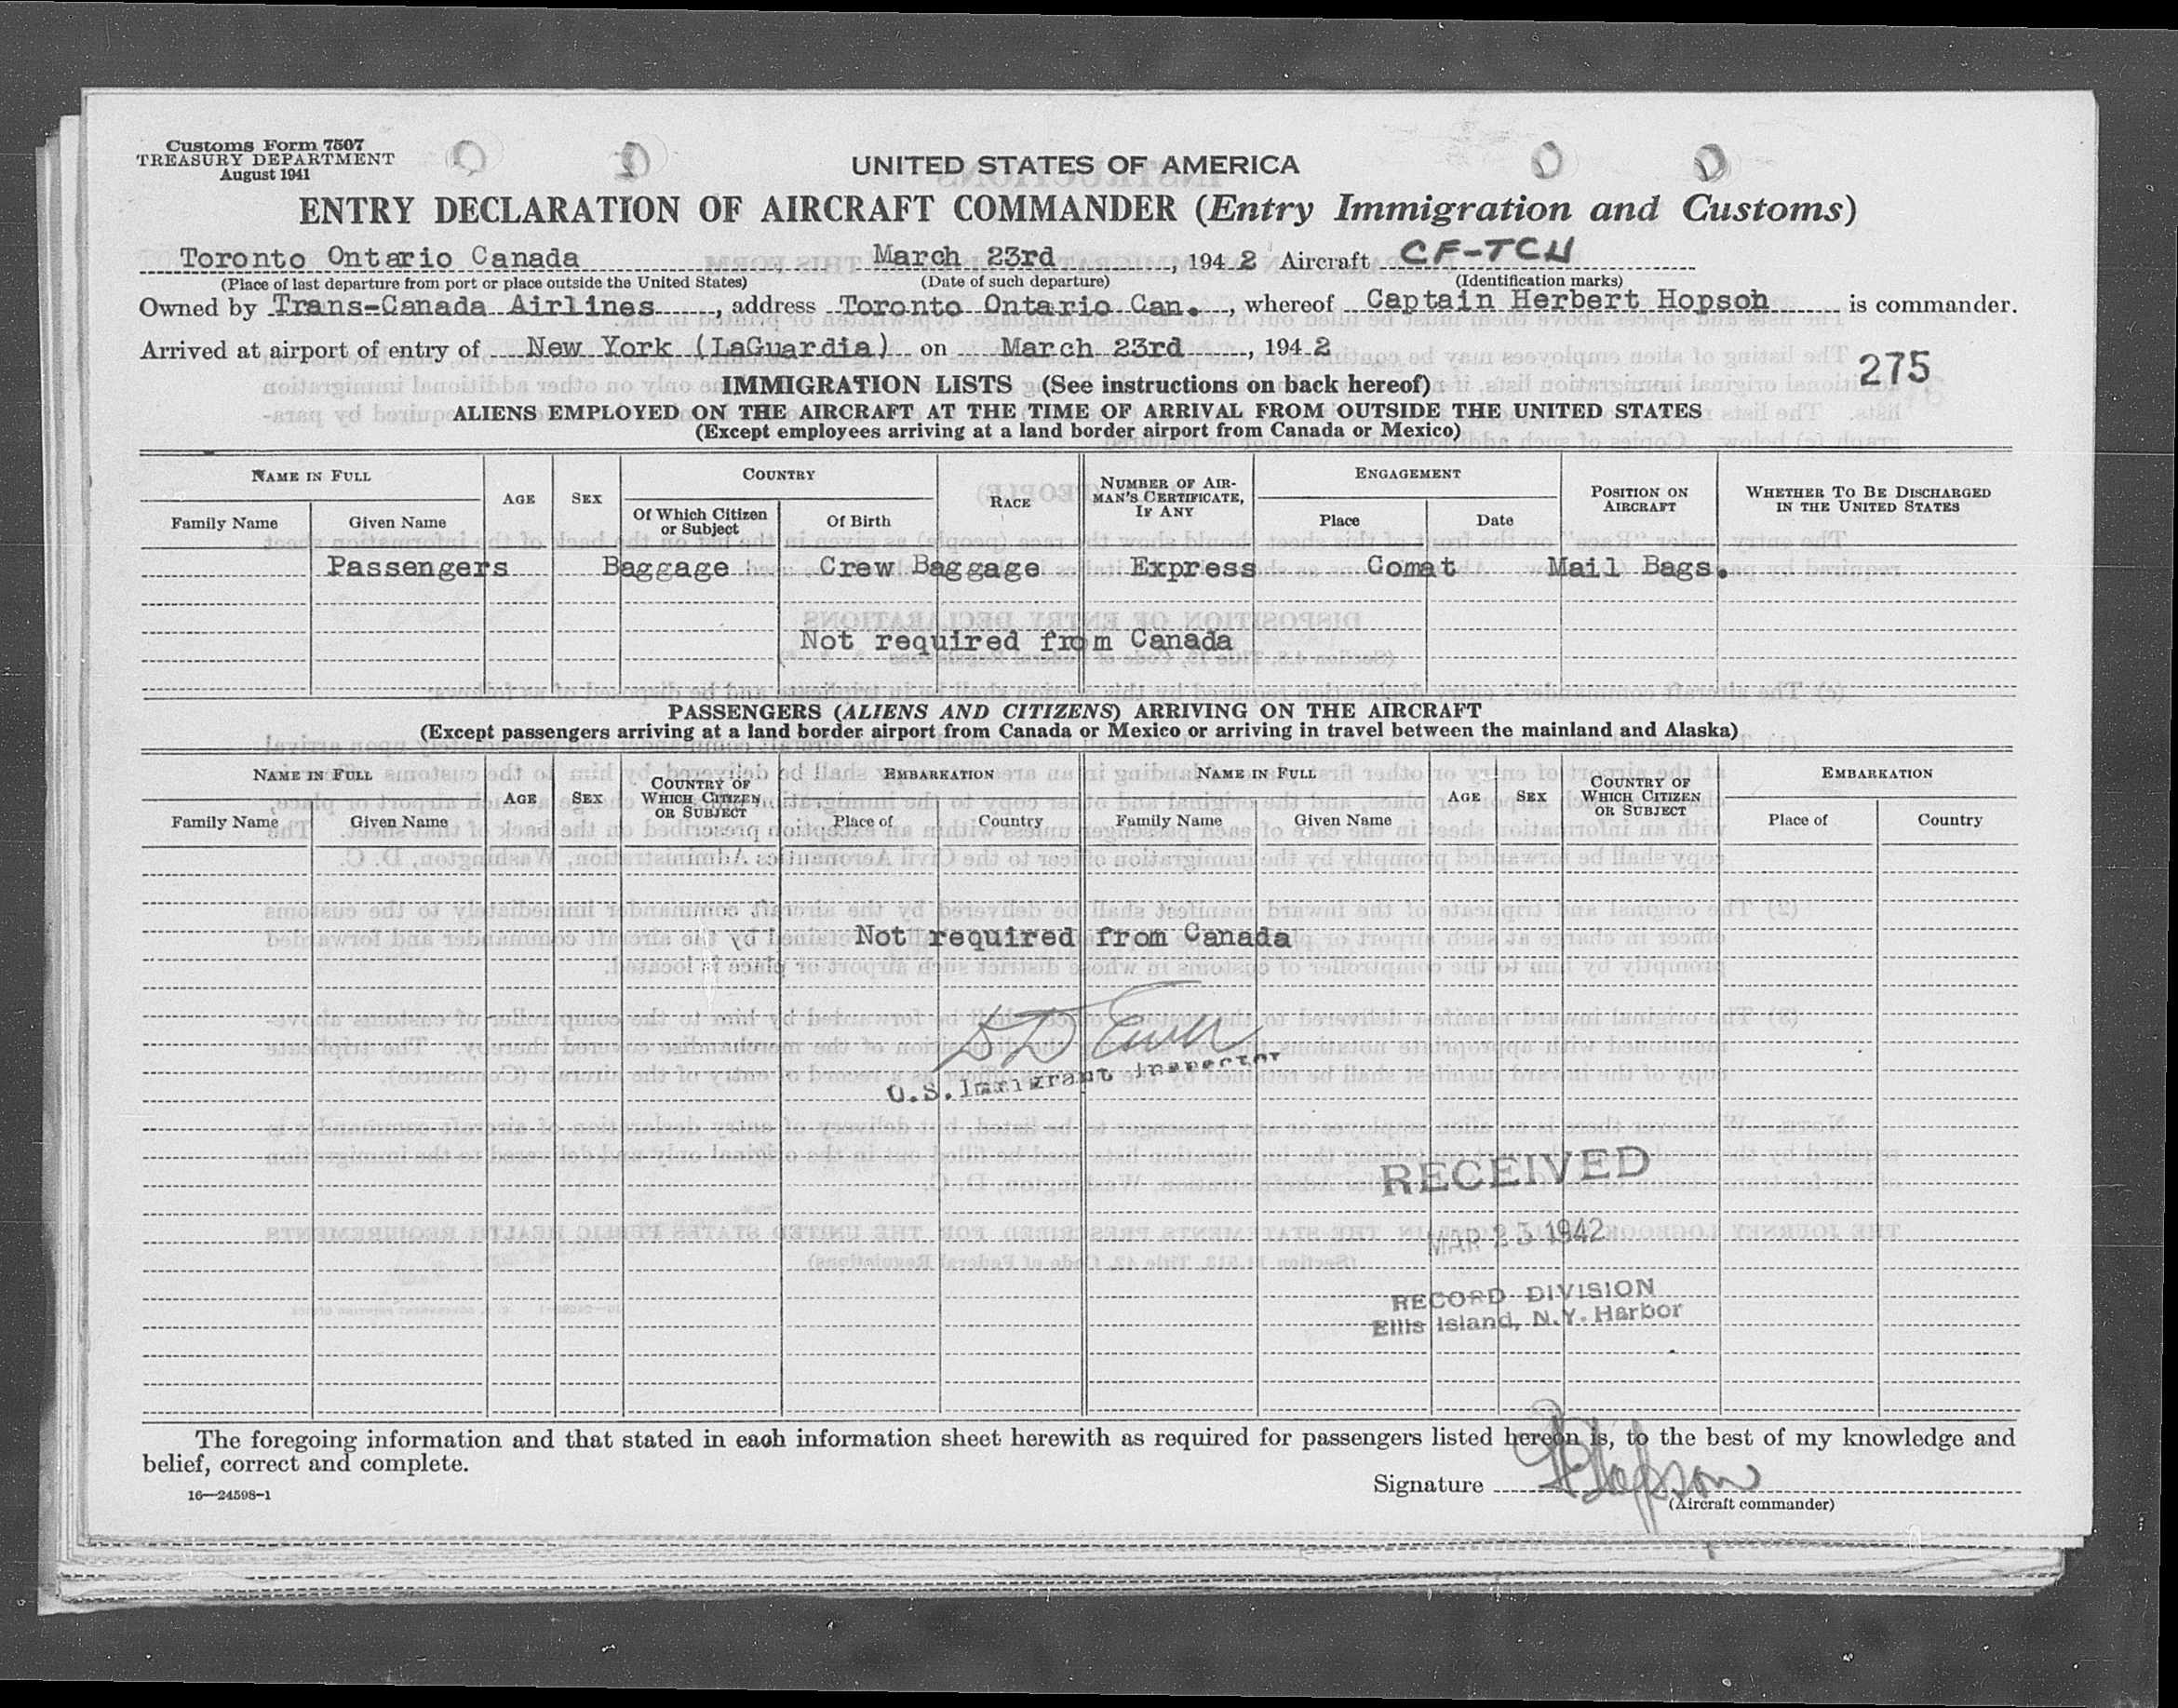 Customs Form 7507
TREASURY DEPARTMENT
August 1941
UNITED STATES OF AMERICA
ENTRY DECLARATION OF AIRCRAFT COMMANDER (Entry Immigration and Customs)
Toronto Ontario Canada March 23rd, 1942 Aircraft CF-TCH
(Place of last departure from port or place outside the United States) (Date of such departure) (Identification marks)
Owned by Trans-Canada Airlines, address Toronto Ontario Can., whereof Captain Herbert Hopson is commander.
Arrived at airport of entry of New York (LaGuardia) on March 23rd, 1942
275
IMMIGRATION LISTS (See instructions on back hereof)
ALIENS EMPLOYED ON THE AIRCRAFT AT THE TIME OF ARRIVAL FROM OUTSIDE THE UNITED STATES
(Except employees arriving at a land border airport from Canada or Mexico)
NAME IN FULL AGE SEX COUNTRY RACE NUMBER OF AIRMAN'S CERTIFICATE, IF ANY ENGAGEMENT POSITION ON AIRCRAFT WHETHER TO BE DISCHARGED IN THE UNITED STATES
Family Name Given Name Of Which Citizen or Subject Of Birth Place Date
Passengers Baggage Crew Baggage Express Comat Mail Bags.
Not required from Canada
PASSENGERS (ALIENS AND CITIZENS) ARRIVING ON THE AIRCRAFT
(Except passengers arriving at a land border airport from Canada or Mexico or arriving in travel between the mainland and Alaska)
NAME IN FULL AGE SEX COUNTRY OF WHICH CITIZEN OR SUBJECT EMBARKATION NAME IN FULL AGE SEX COUNTRY OF WHICH CITIZEN OR SUBJECT EMBARKATION
Family Name Given Name Place of Country Family Name Given Name Place of Country
Not required from Canada
U.S. Immigrant Inspector
RECEIVED
MAR 23 1942
RECORD DIVISION
Ellis Island, N.Y. Harbor
The foregoing information and that stated in each information sheet herewith as required for passengers listed hereon is, to the best of my knowledge and
belief, correct and complete.
Signature H Hopson
(Aircraft commander)
16—24598-1